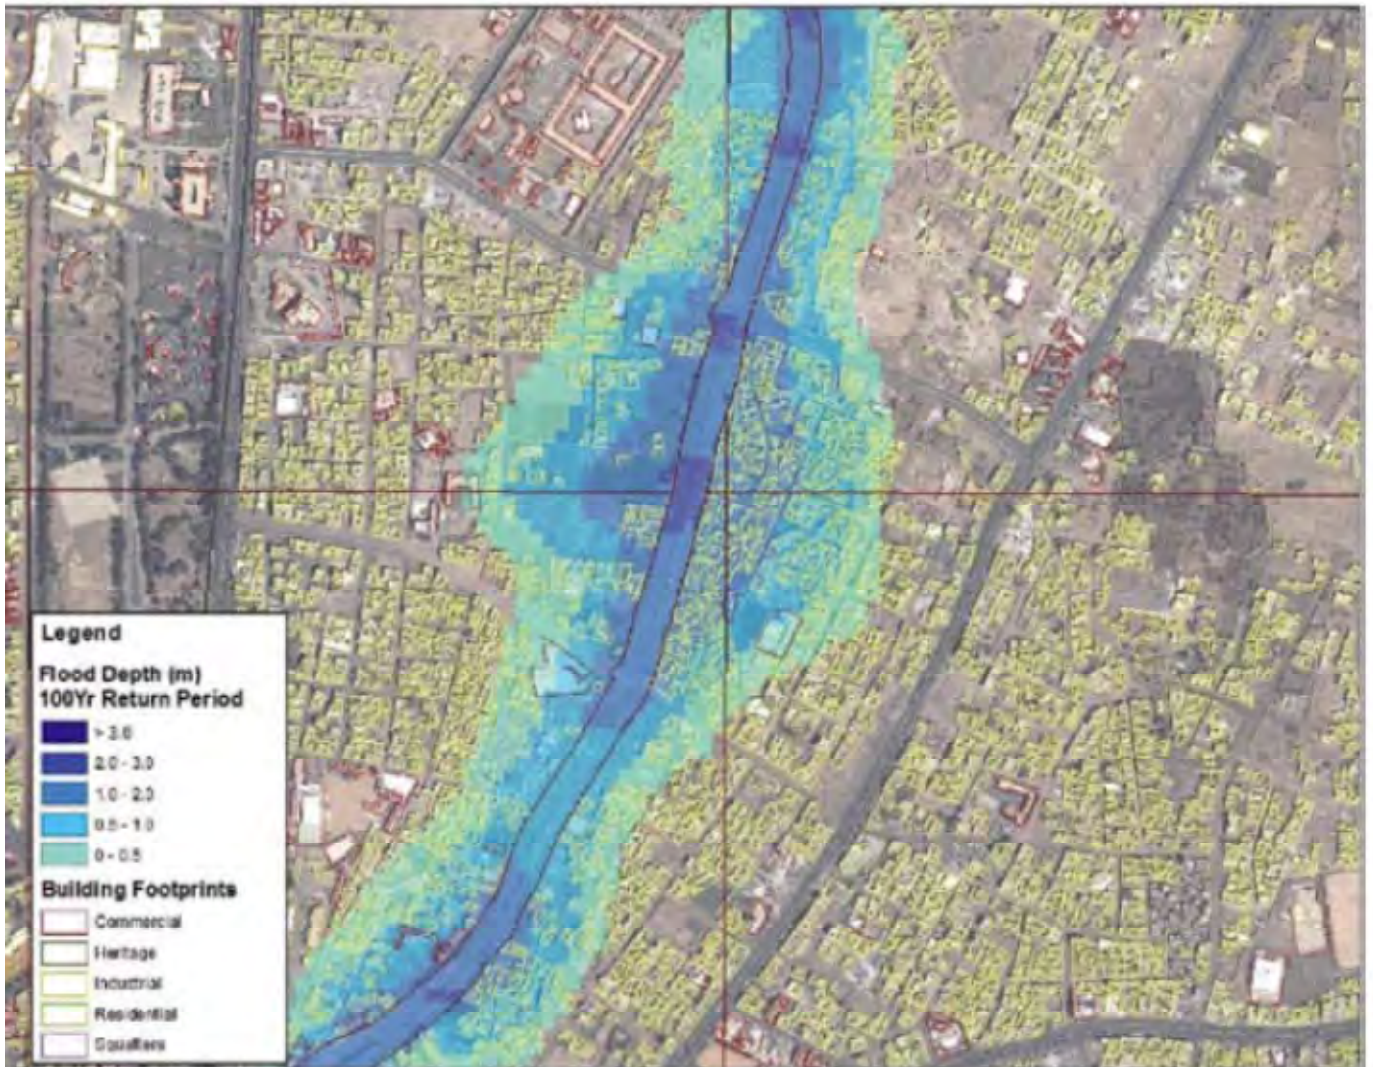 Legend
Flood Depth (m)
100Yr Return Period
> 3.0
2.0 - 3.0
1.0 - 2.0
0.5 - 1.0
0 - 0.5
Building Footprints
Commercial
Heritage
Industrial
Residential
Squatters